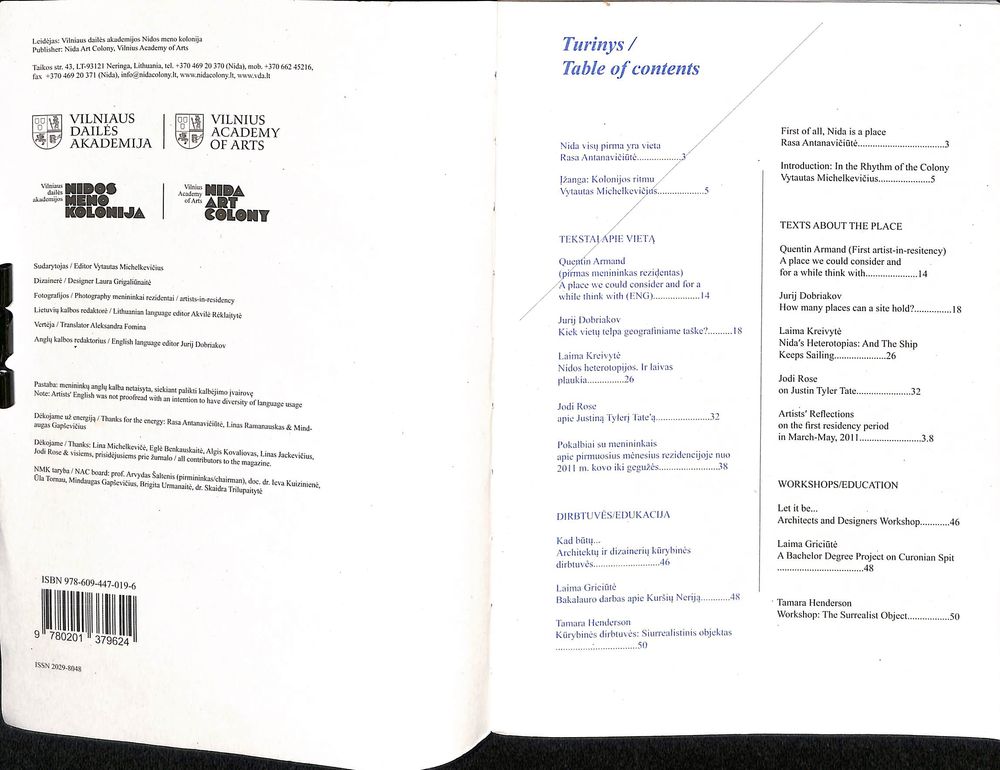 Leidėjas: Vilniaus dailės akademijos Nidos meno kolonija
Publisher: Nida Art Colony, Vilnius Academy of Arts
Taikos str. 43, LT-93121 Neringa, Lithuania, tel. +370 469 20 370 (Nida), mob. +370 662 45216,
fax +370 469 20 371 (Nida), info@nidacolony.lt, www.nidacolony.lt, www.vda.lt
VILNIAUS
DAILĖS
AKADEMIJA
VILNIUS
ACADEMY
OF ARTS
Vilniaus
dailės
akademijos
NIDOS
MENO
KOLONIJA
Vilnius
Academy
of Arts
NIDA
ART
COLONY
Sudarytojas / Editor Vytautas Michelkevičius
Dizainerė / Designer Laura Grigaliūnaitė
Fotografijos / Photography menininkai rezidentai / artists-in-residency
Lietuvių kalbos redaktorė / Lithuanian language editor Akvilė Rėklaitytė
Vertėja / Translator Aleksandra Fomina
Anglų kalbos redaktorius / English language editor Jurij Dobriakov
Pastaba: menininkų anglų kalba netaisyta, siekiant palikti kalbėjimo įvairovę
Note: Artists' English was not proofread with an intention to have diversity of language usage
Dėkojame už energiją / Thanks for the energy: Rasa Antanavičiūtė, Linas Ramanauskas & Mind-
augas Gapševičius
Dėkojame / Thanks: Lina Michelkevičė, Eglė Benkauskaitė, Algis Kovaliovas, Linas Jackevičius,
Jodi Rose & visiems, prisidėjusiems prie žurnalo / all contributors to the magazine.
NMK taryba / NAC board: prof. Arvydas Šaltenis (pirmininkas/chairman), doc. dr. Ieva Kuizinienė,
Ūla Tornau, Mindaugas Gapševičius, Brigita Urmanaitė, dr. Skaidra Trilupaitytė
ISBN 978-609-447-019-6
9 780201 379624
ISSN 2029-8048
Turinys /
Table of contents
Nida visų pirma yra vieta
Rasa Antanavičiūtė...............3
Įžanga: Kolonijos ritmu
Vytautas Michelkevičius................5
TEKSTAI APIE VIETĄ
Quentin Armand
(pirmas menininkas rezidentas)
A place we could consider and for a
while think with (ENG)................14
Jurij Dobriakov
Kiek vietų telpa geografiniame taške?.........18
Laima Kreivytė
Nidos heterotopijos. Ir laivas
plaukia.............26
Jodi Rose
apie Justiną Tylerį Tate'ą...................32
Pokalbiai su menininkais
apie pirmuosius mėnesius rezidencijoje nuo
2011 m. kovo iki gegužės.....................38
DIRBTUVĖS/EDUKACIJA
Kad būtų...
Architektų ir dizainerių kūrybinės
dirbtuvės.......................46
Laima Griciūtė
Bakalauro darbas apie Kuršių Neriją..........48
Tamara Henderson
Kūrybinės dirbtuvės: Siurrealistinis objektas
............................50
First of all, Nida is a place
Rasa Antanavičiūtė..............................3
Introduction: In the Rhythm of the Colony
Vytautas Michelkevičius...................5
TEXTS ABOUT THE PLACE
Quentin Armand (First artist-in-resitency)
A place we could consider and
for a while think with..................14
Jurij Dobriakov
How many places can a site hold?.............18
Laima Kreivytė
Nida's Heterotopias: And The Ship
Keeps Sailing..................26
Jodi Rose
on Justin Tyler Tate....................32
Artists' Reflections
on the first residency period
in March-May, 2011.....................3.8
WORKSHOPS/EDUCATION
Let it be...
Architects and Designers Workshop..........46
Laima Griciūtė
A Bachelor Degree Project on Curonian Spit
..............................48
Tamara Henderson
Workshop: The Surrealist Object...............50